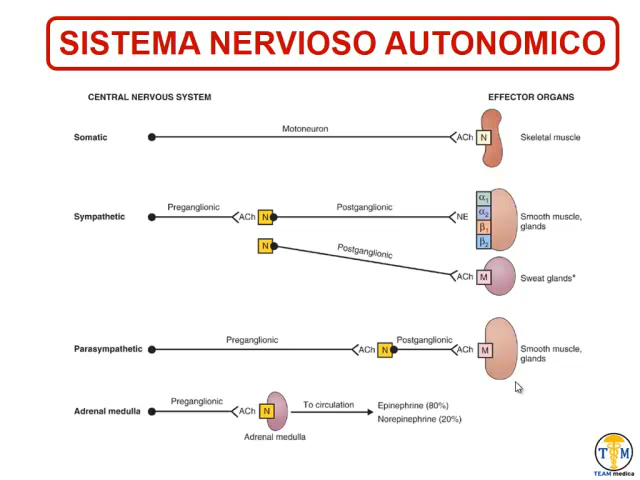 SISTEMA NERVIOSO AUTONOMICO
CENTRAL NERVOUS SYSTEM
EFFECTOR ORGANS
Somatic
Motoneuron
ACh
N
Skeletal muscle
Sympathetic
Preganglionic
ACh
N
Postganglionic
NE
α1
α2
β1
β2
Smooth muscle,
glands
N
Postganglionic
ACh
M
Sweat glands*
Parasympathetic
Preganglionic
ACh
N
Postganglionic
ACh
M
Smooth muscle,
glands
Adrenal medulla
Preganglionic
ACh
N
To circulation
Epinephrine (80%)
Norepinephrine (20%)
Adrenal medulla
T M
TEAM medica